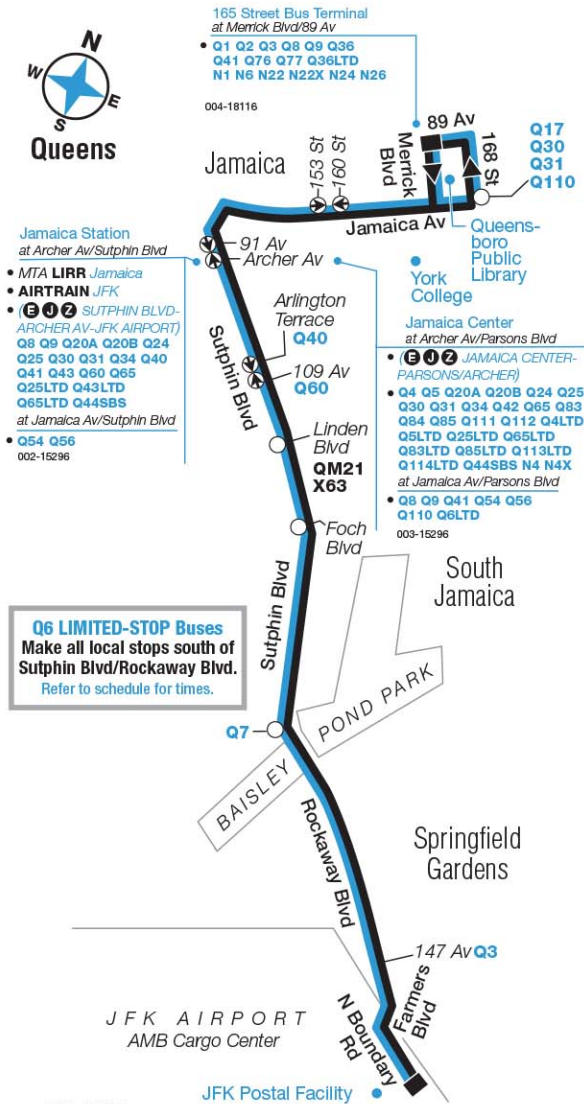 N
W
E
S
Queens
165 Street Bus Terminal
at Merrick Blvd/89 Av
• Q1 Q2 Q3 Q8 Q9 Q36
Q41 Q76 Q77 Q36LTD
N1 N6 N22 N22X N24 N26
004-18116
89 Av
Merrick
Blvd
168 St
Q17
Q30
Q31
Q110
Jamaica
153 St
160 St
Jamaica Av
Queens-
boro
Public
Library
York
College
91 Av
Archer Av
Jamaica Station
at Archer Av/Sutphin Blvd
• MTA LIRR Jamaica
• AIRTRAIN JFK
• (E J Z SUTPHIN BLVD-
ARCHER AV-JFK AIRPORT)
Q8 Q9 Q20A Q20B Q24
Q25 Q30 Q31 Q34 Q40
Q41 Q43 Q60 Q65
Q25LTD Q43LTD
Q65LTD Q44SBS
at Jamaica Av/Sutphin Blvd
• Q54 Q56
002-15296
Arlington
Terrace
Q40
Sutphin Blvd
109 Av
Q60
Linden
Blvd
QM21
X63
Foch
Blvd
Jamaica Center
at Archer Av/Parsons Blvd
• (E J Z JAMAICA CENTER-
PARSONS/ARCHER)
• Q4 Q5 Q20A Q20B Q24 Q25
Q30 Q31 Q34 Q42 Q65 Q83
Q84 Q85 Q111 Q112 Q4LTD
Q5LTD Q25LTD Q65LTD
Q83LTD Q85LTD Q113LTD
Q114LTD Q44SBS N4 N4X
at Jamaica Av/Parsons Blvd
• Q8 Q9 Q41 Q54 Q56
Q110 Q6LTD
003-15296
South
Jamaica
Sutphin Blvd
Q6 LIMITED-STOP Buses
Make all local stops south of
Sutphin Blvd/Rockaway Blvd.
Refer to schedule for times.
Q7
BAISLEY
POND PARK
Rockaway Blvd
Springfield
Gardens
147 Av Q3
Farmers
Blvd
N Boundary
Rd
JFK AIRPORT
AMB Cargo Center
JFK Postal Facility